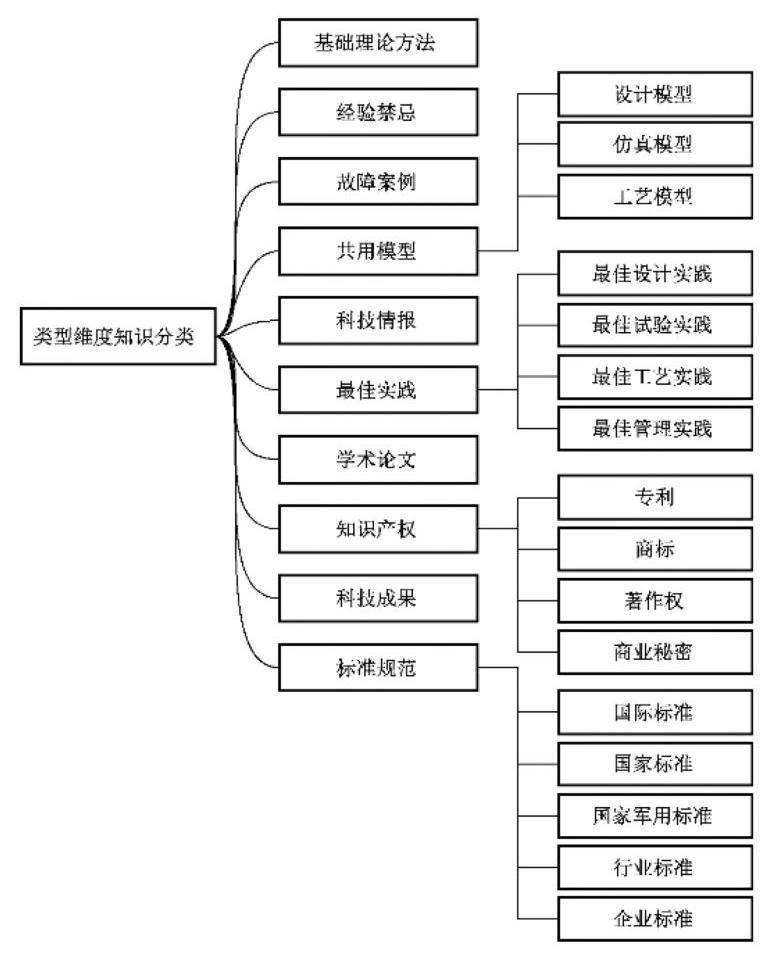 类型维度知识分类
基础理论方法
经验禁忌
故障案例
共用模型
设计模型
仿真模型
工艺模型
科技情报
最佳实践
最佳设计实践
最佳试验实践
最佳工艺实践
最佳管理实践
学术论文
知识产权
专利
商标
著作权
商业秘密
科技成果
标准规范
国际标准
国家标准
国家军用标准
行业标准
企业标准